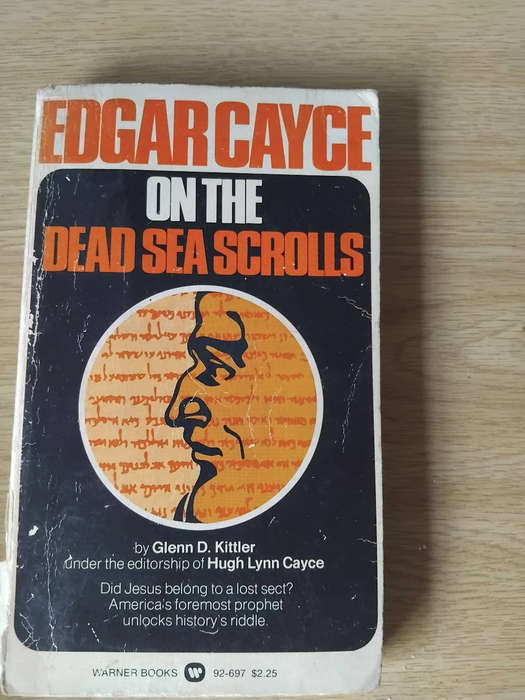 EDGAR CAYCE
ON THE
DEAD SEA SCROLLS
by Glenn D. Kittler
under the editorship of Hugh Lynn Cayce
Did Jesus belong to a lost sect?
America's foremost prophet
unlocks history's riddle.
WARNER BOOKS W 92-697 $2.25